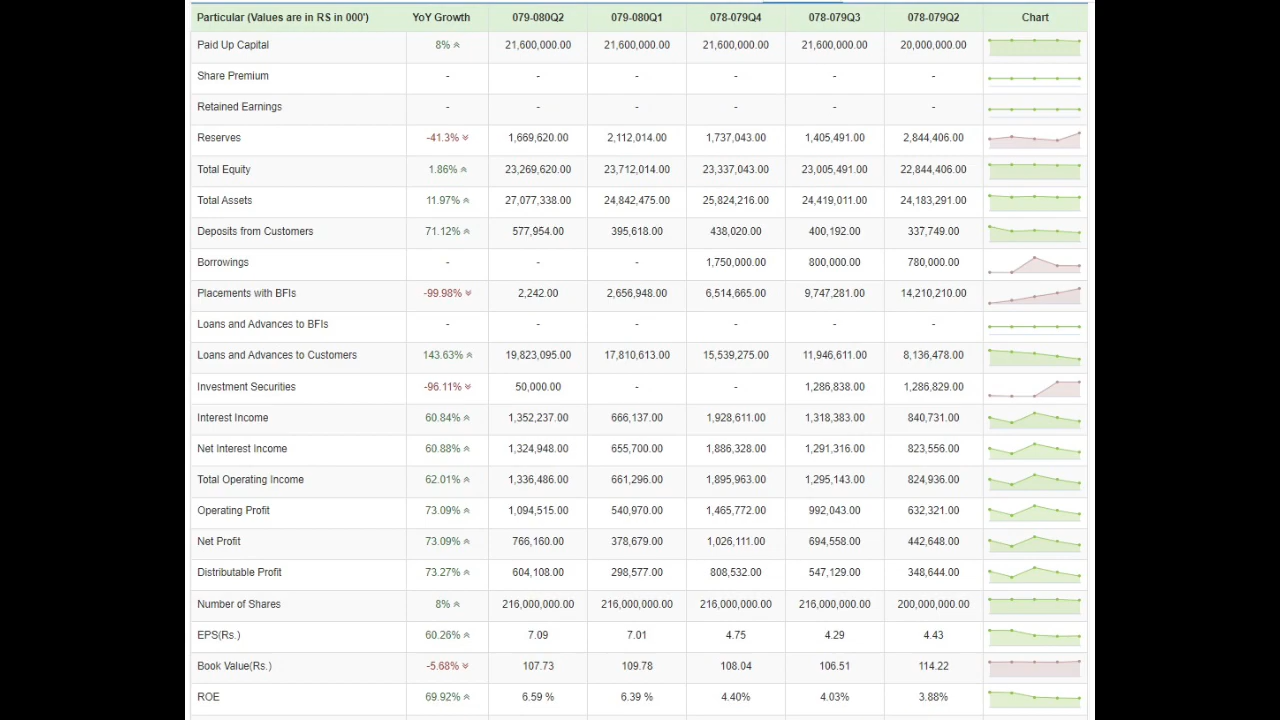 Particular (Values are in RS in 000') YoY Growth 079-080Q2 079-080Q1 078-079Q4 078-079Q3 078-079Q2 Chart
Paid Up Capital 8% 21,600,000.00 21,600,000.00 21,600,000.00 21,600,000.00 20,000,000.00
Share Premium - - - - - -
Retained Earnings - - - - - -
Reserves -41.3% 1,669,620.00 2,112,014.00 1,737,043.00 1,405,491.00 2,844,406.00
Total Equity 1.86% 23,269,620.00 23,712,014.00 23,337,043.00 23,005,491.00 22,844,406.00
Total Assets 11.97% 27,077,338.00 24,842,475.00 25,824,216.00 24,419,011.00 24,183,291.00
Deposits from Customers 71.12% 577,954.00 395,618.00 438,020.00 400,192.00 337,749.00
Borrowings - - - 1,750,000.00 800,000.00 780,000.00
Placements with BFIs -99.98% 2,242.00 2,656,948.00 6,514,665.00 9,747,281.00 14,210,210.00
Loans and Advances to BFIs - - - - - -
Loans and Advances to Customers 143.63% 19,823,095.00 17,810,613.00 15,539,275.00 11,946,611.00 8,136,478.00
Investment Securities -96.11% 50,000.00 - - 1,286,838.00 1,286,829.00
Interest Income 60.84% 1,352,237.00 666,137.00 1,928,611.00 1,318,383.00 840,731.00
Net Interest Income 60.88% 1,324,948.00 655,700.00 1,886,328.00 1,291,316.00 823,556.00
Total Operating Income 62.01% 1,336,486.00 661,296.00 1,895,963.00 1,295,143.00 824,936.00
Operating Profit 73.09% 1,094,515.00 540,970.00 1,465,772.00 992,043.00 632,321.00
Net Profit 73.09% 766,160.00 378,679.00 1,026,111.00 694,558.00 442,648.00
Distributable Profit 73.27% 604,108.00 298,577.00 808,532.00 547,129.00 348,644.00
Number of Shares 8% 216,000,000.00 216,000,000.00 216,000,000.00 216,000,000.00 200,000,000.00
EPS(Rs.) 60.26% 7.09 7.01 4.75 4.29 4.43
Book Value(Rs.) -5.68% 107.73 109.78 108.04 106.51 114.22
ROE 69.92% 6.59 % 6.39 % 4.40% 4.03% 3.88%